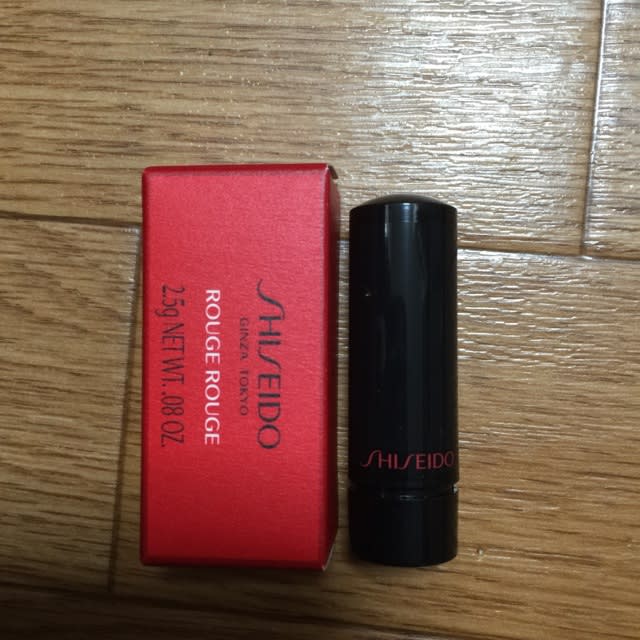 SHISEIDO
GINZA TOKYO
ROUGE ROUGE
2.5g NET WT. .08 OZ.
SHISEIDO